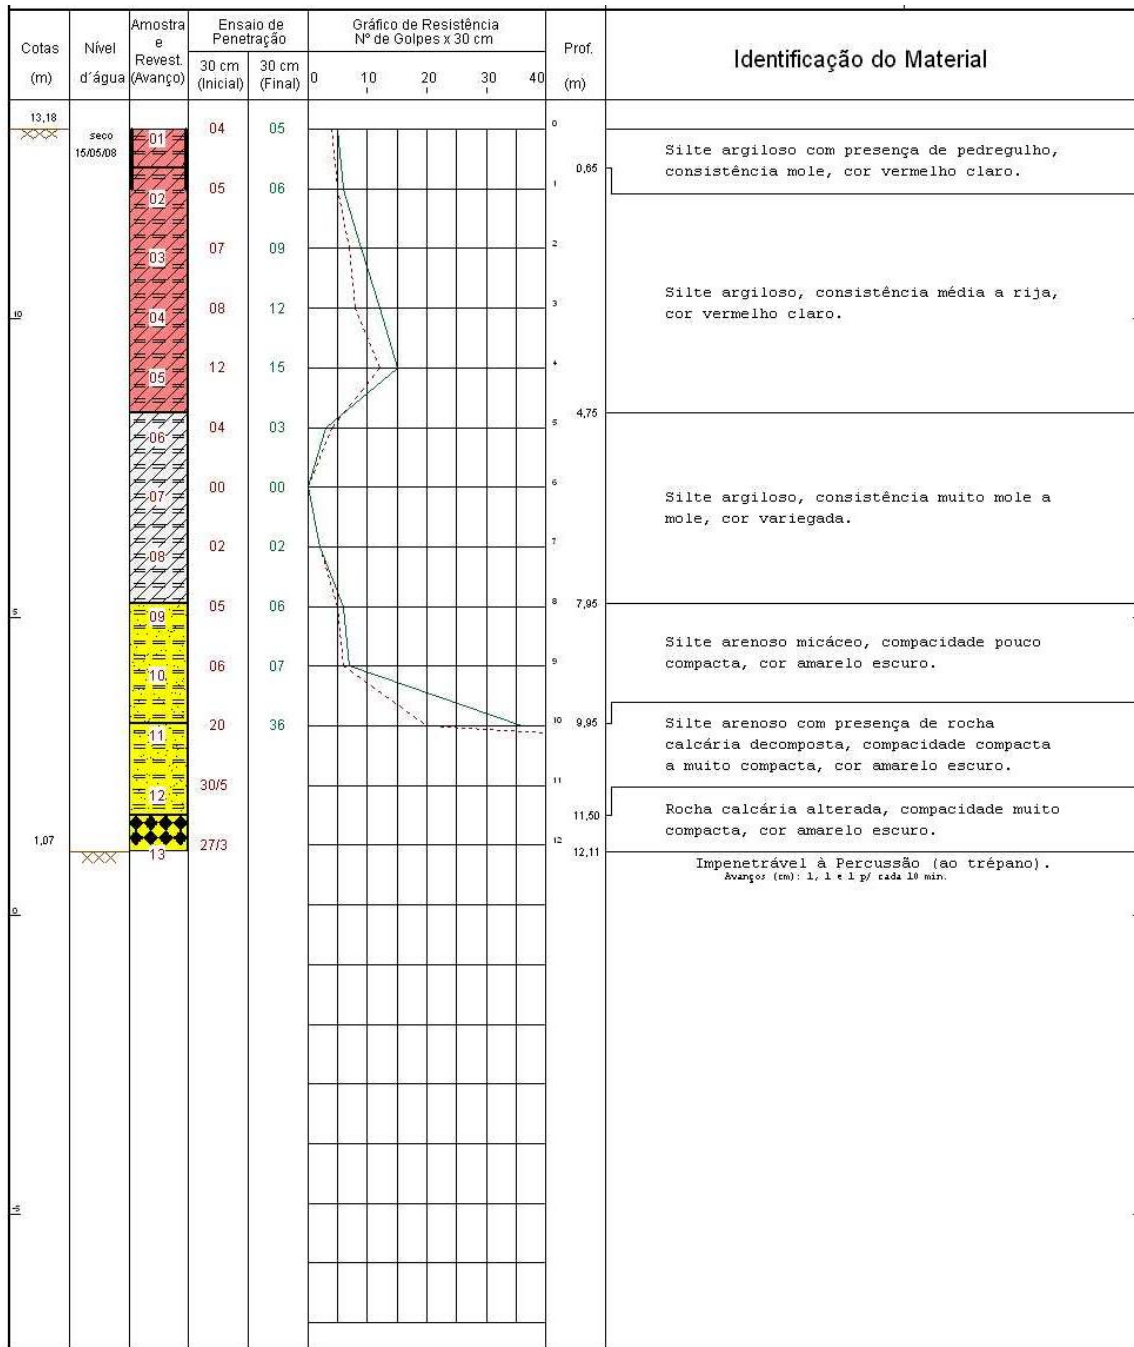 Cotas
(m)
Nível
d´água
Amostra
e
Revest.
(Avanço)
Ensaio de
Penetração
30 cm
(Inicial)
30 cm
(Final)
Gráfico de Resistência
Nº de Golpes x 30 cm
0 10 20 30 40
Prof.
(m)
Identificação do Material
13,18
seco
15/05/08
01 04 05 0
Silte argiloso com presença de pedregulho,
consistência mole, cor vermelho claro.
0,65
02 05 06 1
03 07 09 2
Silte argiloso, consistência média a rija,
cor vermelho claro.
10
04 08 12 3
05 12 15 4
4,75
06 04 03 5
07 00 00 6
Silte argiloso, consistência muito mole a
mole, cor variegada.
08 02 02 7
7,95
09 05 06 8
5
Silte arenoso micáceo, compacidade pouco
compacta, cor amarelo escuro.
10 06 07 9
11 20 36 10
9,95
Silte arenoso com presença de rocha
calcária decomposta, compacidade compacta
a muito compacta, cor amarelo escuro.
12 30/5 11
11,50
Rocha calcária alterada, compacidade muito
compacta, cor amarelo escuro.
1,07
13 27/3 12
12,11
Impenetrável à Percussão (ao trépano).
Avanços (cm): 1, 1 e 1 p/ cada 10 min.
0
-5